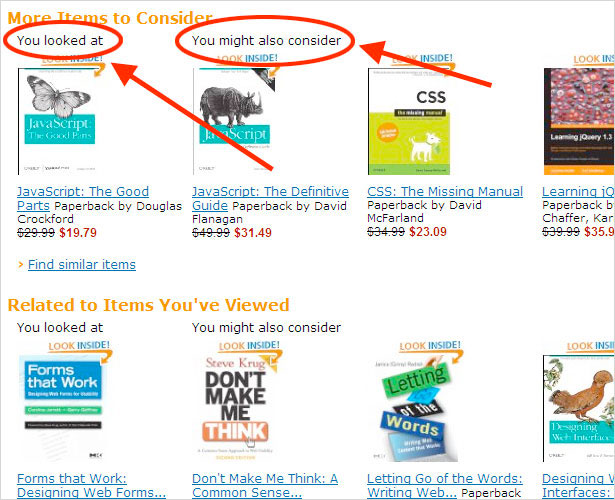 More Items to Consider
You looked at
You might also consider
LOOK INSIDE!
LOOK INSIDE!
LOOK INSIDE!
JavaScript:
The Good Parts
O'REILLY
YAHOO! PRESS
JavaScript
O'REILLY
CSS
the missing manual
Learning jQuery 1.3
JavaScript: The Good
Parts Paperback by Douglas
Crockford
$29.99 $19.79
JavaScript: The Definitive
Guide Paperback by David
Flanagan
$49.99 $31.49
CSS: The Missing Manual
Paperback by David
McFarland
$34.99 $23.09
Learning jQ
Paperback b
Chaffer, Kar
$39.99 $35.9
› Find similar items
Related to Items You've Viewed
You looked at
You might also consider
LOOK INSIDE!
LOOK INSIDE!
LOOK INSIDE!
LOOK
Forms
that Work
Designing Web Forms for Usability
Steve Krug
DON'T
MAKE
ME
THINK
A Common Sense Approach to Web Usability
SECOND EDITION
Letting
Go
of the
Words
Writing Web
Content that Works
Designing
Web Interfaces
O'REILLY
Forms that Work:
Designing Web Forms...
Don't Make Me Think: A
Common Sense...
Letting Go of the Words:
Writing Web... Paperback
Designing W
Interfaces: